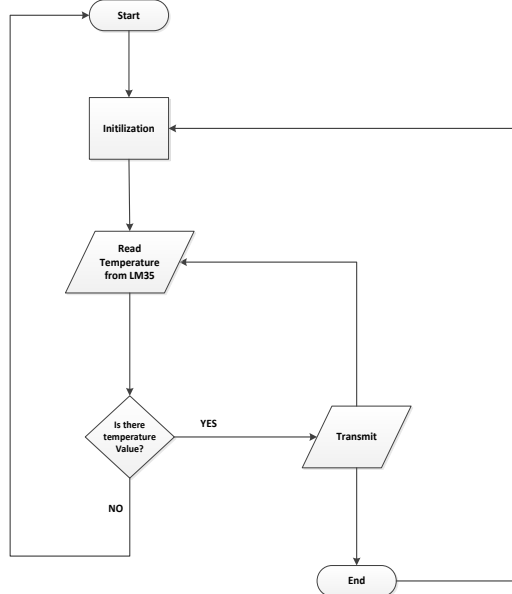 Start
Initilization
Read
Temperature
from LM35
Is there
temperature
Value?
YES
Transmit
NO
End